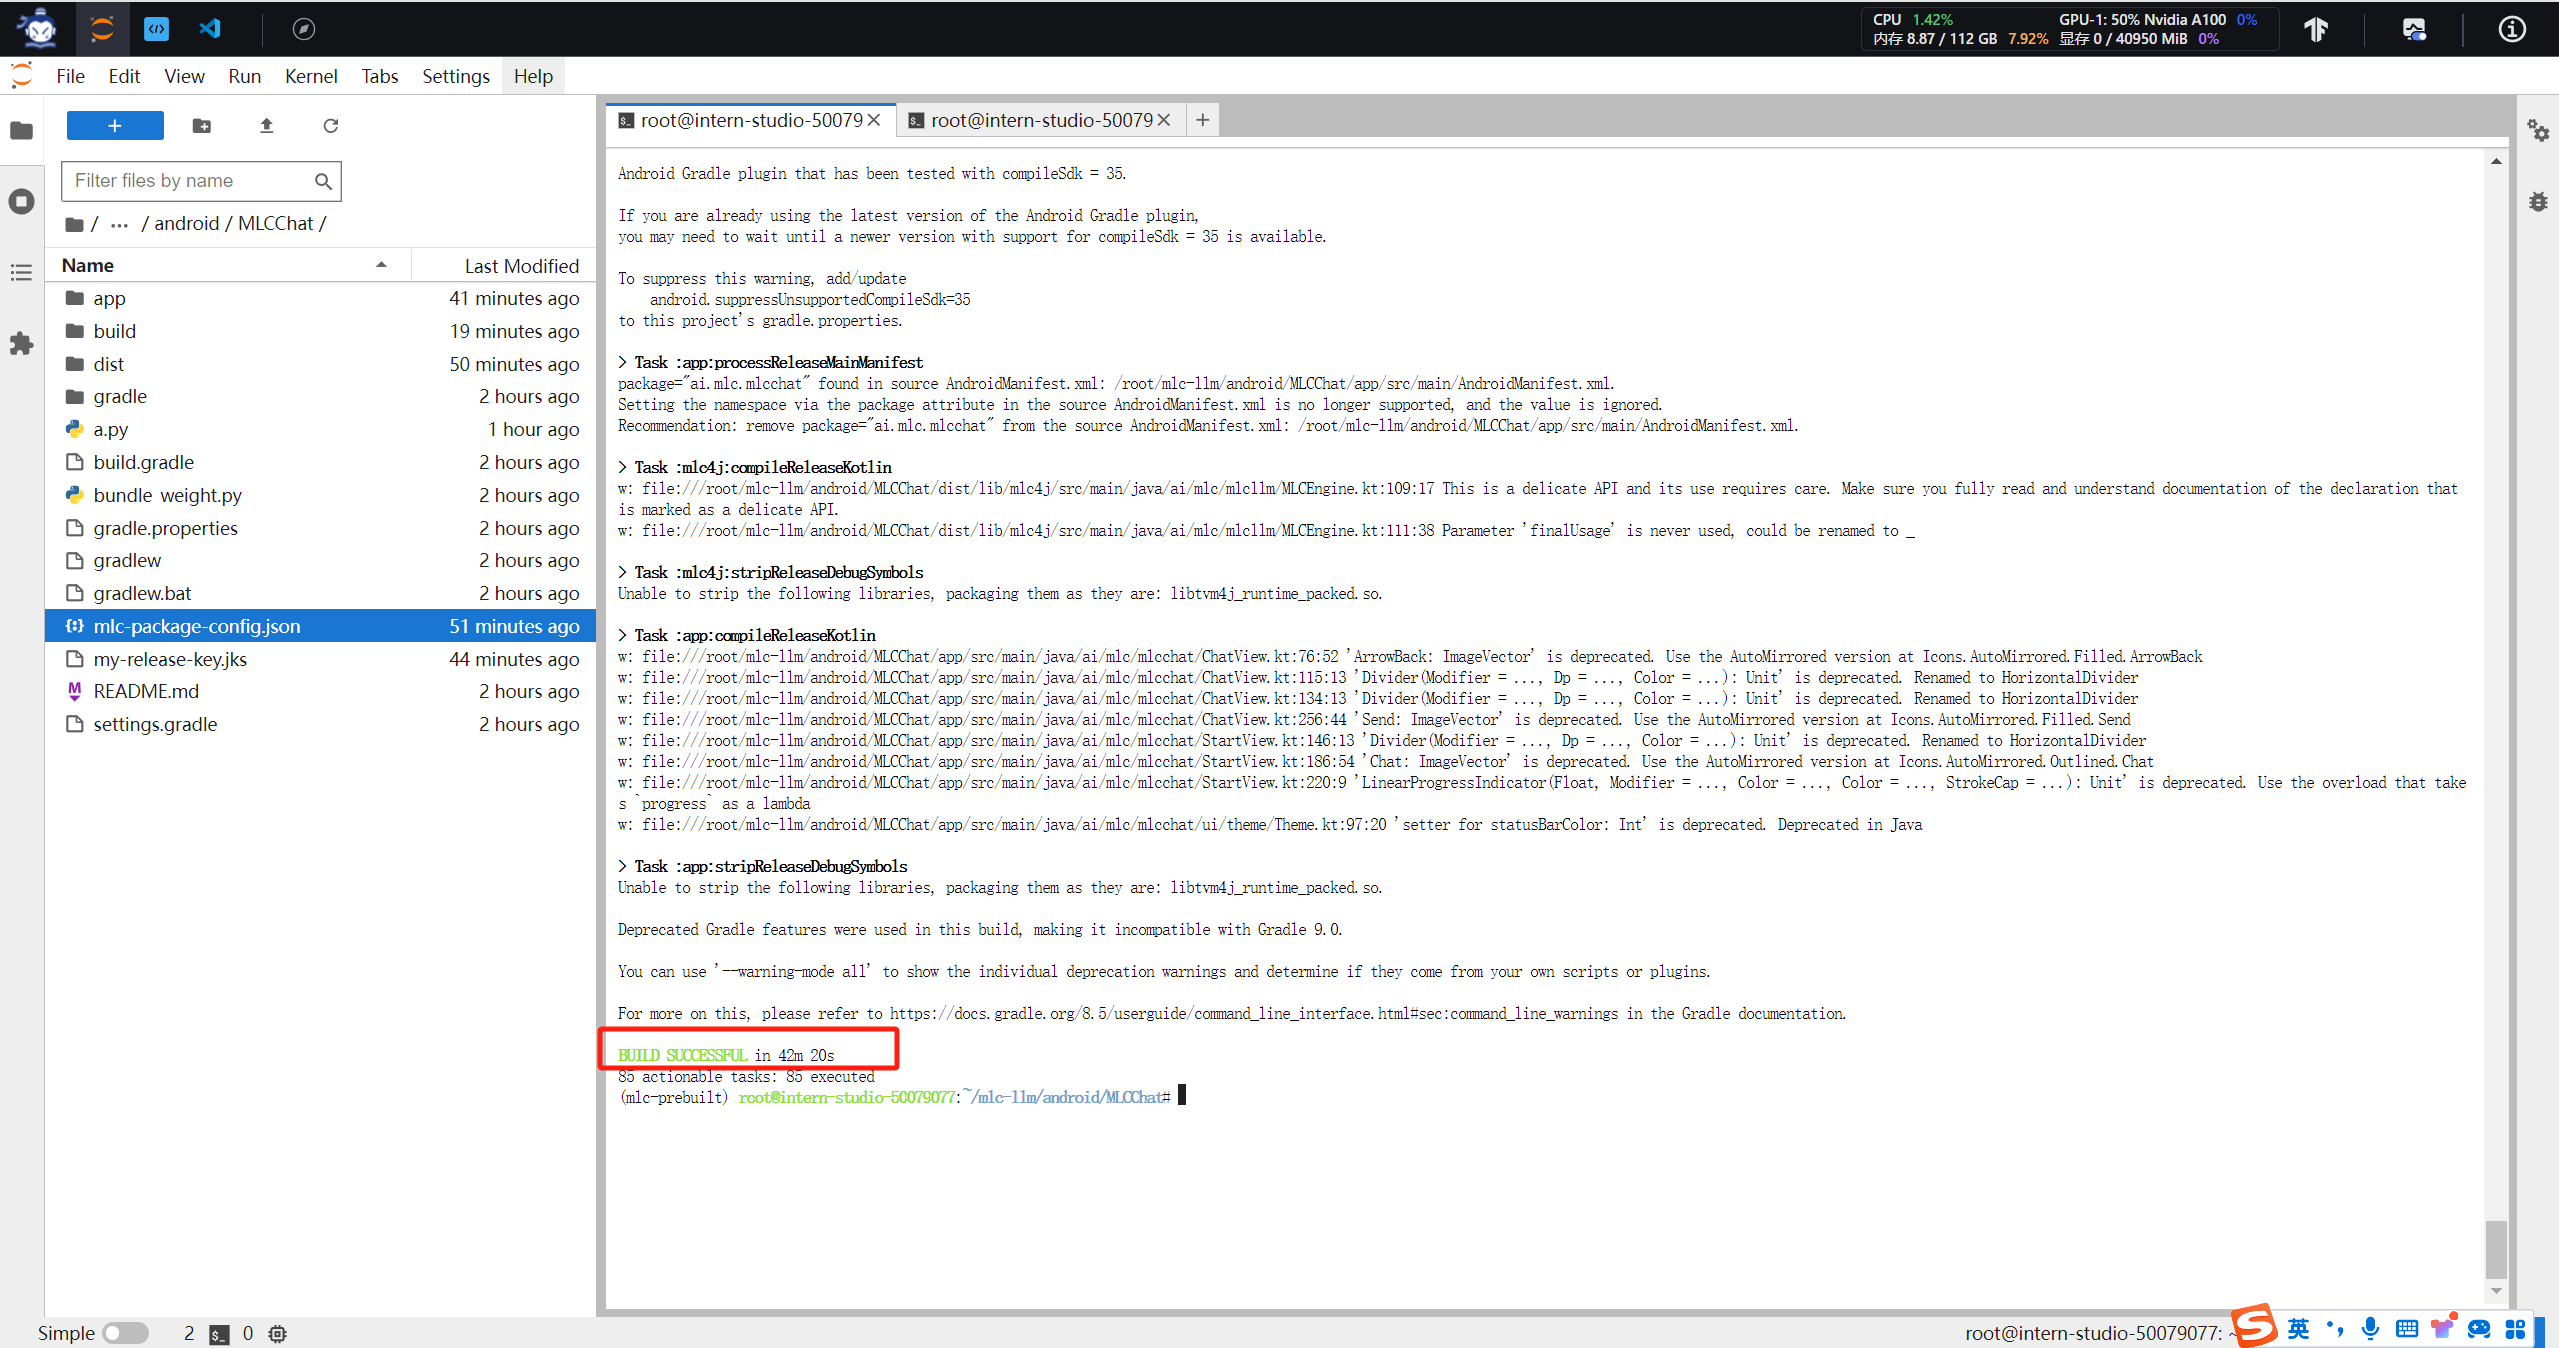 CPU 1.42%
GPU-1: 50% Nvidia A100 0%
内存 8.87 / 112 GB 7.92%
显存 0 / 40950 MiB 0%
File Edit View Run Kernel Tabs Settings Help
root@intern-studio-50079
root@intern-studio-50079
Filter files by name
/ ··· / android / MLCChat /
Name Last Modified
app 41 minutes ago
build 19 minutes ago
dist 50 minutes ago
gradle 2 hours ago
a.py 1 hour ago
build.gradle 2 hours ago
bundle_weight.py 2 hours ago
gradle.properties 2 hours ago
gradlew 2 hours ago
gradlew.bat 2 hours ago
mlc-package-config.json 51 minutes ago
my-release-key.jks 44 minutes ago
README.md 2 hours ago
settings.gradle 2 hours ago
Android Gradle plugin that has been tested with compileSdk = 35.
If you are already using the latest version of the Android Gradle plugin,
you may need to wait until a newer version with support for compileSdk = 35 is available.
To suppress this warning, add/update
android.suppressUnsupportedCompileSdk=35
to this project's gradle.properties.
> Task :app:processReleaseMainManifest
package="ai.mlc.mlcchat" found in source AndroidManifest.xml: /root/mlc-llm/android/MLCChat/app/src/main/AndroidManifest.xml.
Setting the namespace via the package attribute in the source AndroidManifest.xml is no longer supported, and the value is ignored.
Recommendation: remove package="ai.mlc.mlcchat" from the source AndroidManifest.xml: /root/mlc-llm/android/MLCChat/app/src/main/AndroidManifest.xml.
> Task :mlc4j:compileReleaseKotlin
w: file:///root/mlc-llm/android/MLCChat/dist/lib/mlc4j/src/main/java/ai/mlc/mlcllm/MLCEngine.kt:109:17 This is a delicate API and its use requires care. Make sure you fully read and understand documentation of the declaration that
is marked as a delicate API.
w: file:///root/mlc-llm/android/MLCChat/dist/lib/mlc4j/src/main/java/ai/mlc/mlcllm/MLCEngine.kt:111:38 Parameter 'finalUsage' is never used, could be renamed to _
> Task :mlc4j:stripReleaseDebugSymbols
Unable to strip the following libraries, packaging them as they are: libtvm4j_runtime_packed.so.
> Task :app:compileReleaseKotlin
w: file:///root/mlc-llm/android/MLCChat/app/src/main/java/ai/mlc/mlcchat/ChatView.kt:76:52 'ArrowBack: ImageVector' is deprecated. Use the AutoMirrored version at Icons.AutoMirrored.Filled.ArrowBack
w: file:///root/mlc-llm/android/MLCChat/app/src/main/java/ai/mlc/mlcchat/ChatView.kt:115:13 'Divider(Modifier = ..., Dp = ..., Color = ...): Unit' is deprecated. Renamed to HorizontalDivider
w: file:///root/mlc-llm/android/MLCChat/app/src/main/java/ai/mlc/mlcchat/ChatView.kt:134:13 'Divider(Modifier = ..., Dp = ..., Color = ...): Unit' is deprecated. Renamed to HorizontalDivider
w: file:///root/mlc-llm/android/MLCChat/app/src/main/java/ai/mlc/mlcchat/ChatView.kt:256:44 'Send: ImageVector' is deprecated. Use the AutoMirrored version at Icons.AutoMirrored.Filled.Send
w: file:///root/mlc-llm/android/MLCChat/app/src/main/java/ai/mlc/mlcchat/StartView.kt:146:13 'Divider(Modifier = ..., Dp = ..., Color = ...): Unit' is deprecated. Renamed to HorizontalDivider
w: file:///root/mlc-llm/android/MLCChat/app/src/main/java/ai/mlc/mlcchat/StartView.kt:186:54 'Chat: ImageVector' is deprecated. Use the AutoMirrored version at Icons.AutoMirrored.Outlined.Chat
w: file:///root/mlc-llm/android/MLCChat/app/src/main/java/ai/mlc/mlcchat/StartView.kt:220:9 'LinearProgressIndicator(Float, Modifier = ..., Color = ..., Color = ..., StrokeCap = ...): Unit' is deprecated. Use the overload that take
s `progress` as a lambda
w: file:///root/mlc-llm/android/MLCChat/app/src/main/java/ai/mlc/mlcchat/ui/theme/Theme.kt:97:20 'setter for statusBarColor: Int' is deprecated. Deprecated in Java
> Task :app:stripReleaseDebugSymbols
Unable to strip the following libraries, packaging them as they are: libtvm4j_runtime_packed.so.
Deprecated Gradle features were used in this build, making it incompatible with Gradle 9.0.
You can use '--warning-mode all' to show the individual deprecation warnings and determine if they come from your own scripts or plugins.
For more on this, please refer to https://docs.gradle.org/8.5/userguide/command_line_interface.html#sec:command_line_warnings in the Gradle documentation.
BUILD SUCCESSFUL in 42m 20s
85 actionable tasks: 85 executed
(mlc-prebuilt) root@intern-studio-50079077:~/mlc-llm/android/MLCChat#
Simple 2 0
root@intern-studio-50079077: ~
英